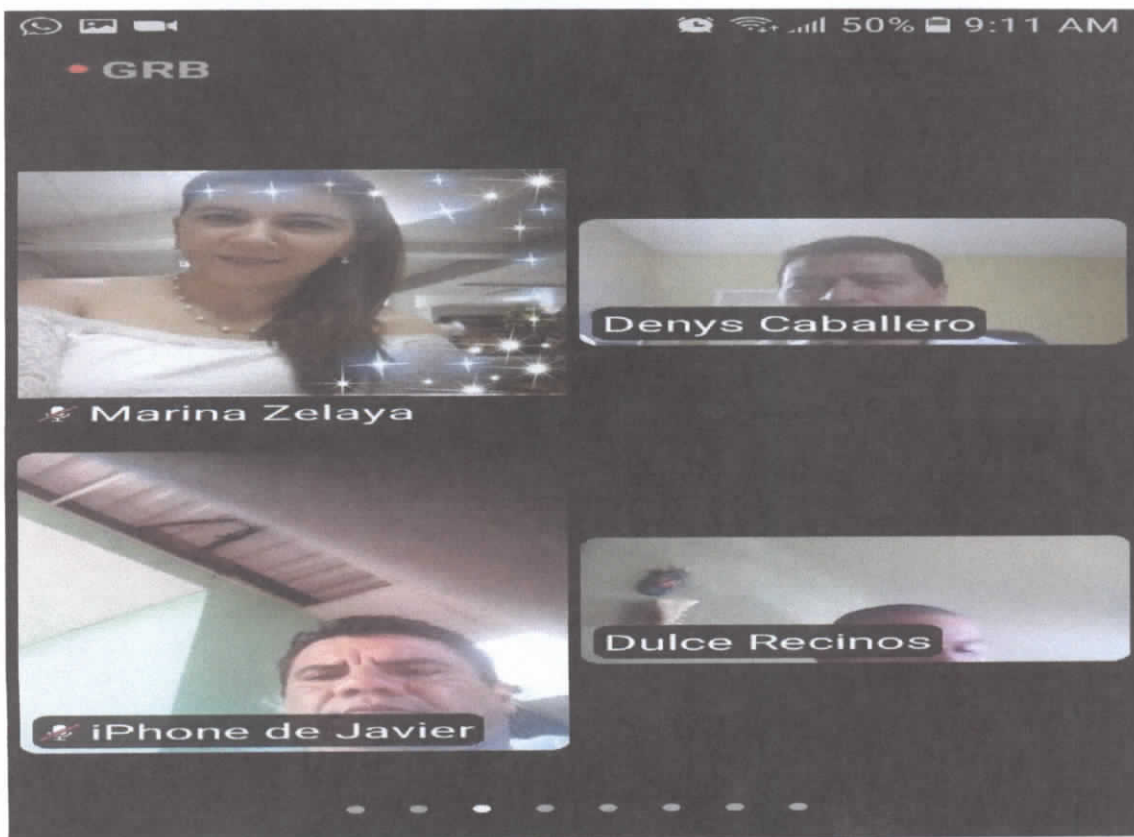 50% 9:11 AM
GRB
Denys Caballero
Marina Zelaya
Dulce Recinos
iPhone de Javier